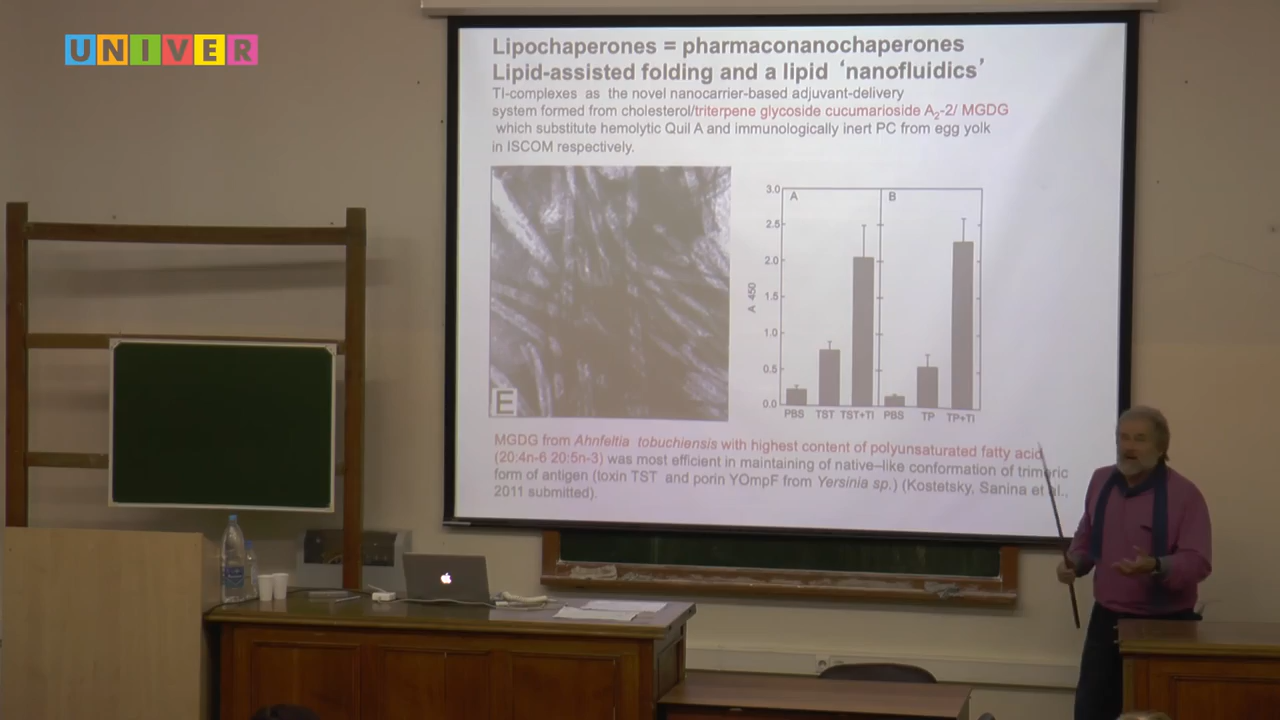 UNIVER
Lipochaperones = pharmaconanochaperones
Lipid-assisted folding and a lipid ‘nanofluidics’
TI-complexes as the novel nanocarrier-based adjuvant-delivery
system formed from cholesterol/triterpene glycoside cucumarioside A2-2/ MGDG
which substitute hemolytic Quil A and immunologically inert PC from egg yolk
in ISCOM respectively.
E
A 450
3.0
2.5
2.0
1.5
1.0
0.5
0.0
A
B
PBS TST TST+TI PBS TP TP+TI
MGDG from Ahnfeltia tobuchiensis with highest content of polyunsaturated fatty acid
(20:4n-6 20:5n-3) was most efficient in maintaining of native–like conformation of trimeric
form of antigen (toxin TST and porin YOmpF from Yersinia sp.) (Kostetsky, Sanina et al.,
2011 submitted).